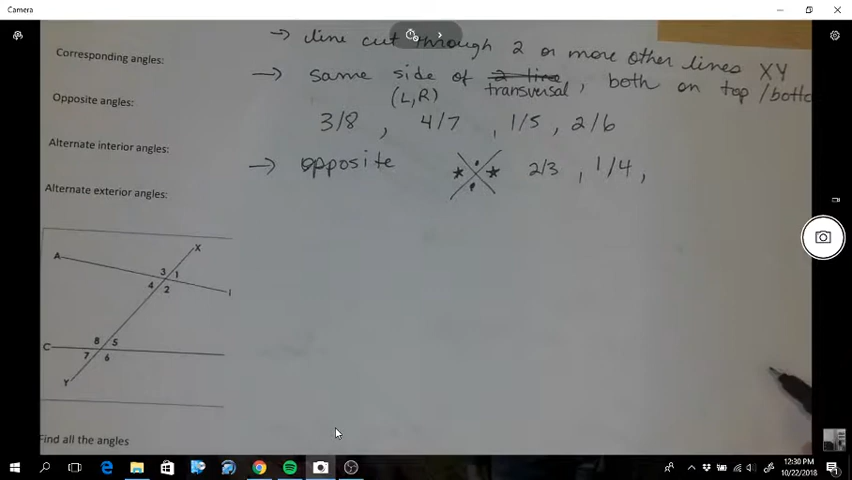 Camera
→ line cut through 2 or more other lines XY
Corresponding angles:
→ same side of 2 line transversal, both on top/botto
(L,R)
3/8, 4/7, 1/5, 2/6
Opposite angles:
→ opposite 2/3, 1/4,
Alternate interior angles:
Alternate exterior angles:
X
A
3 1
4 2
8 5
C
7 6
Y
Find all the angles
12:30 PM
10/22/2018